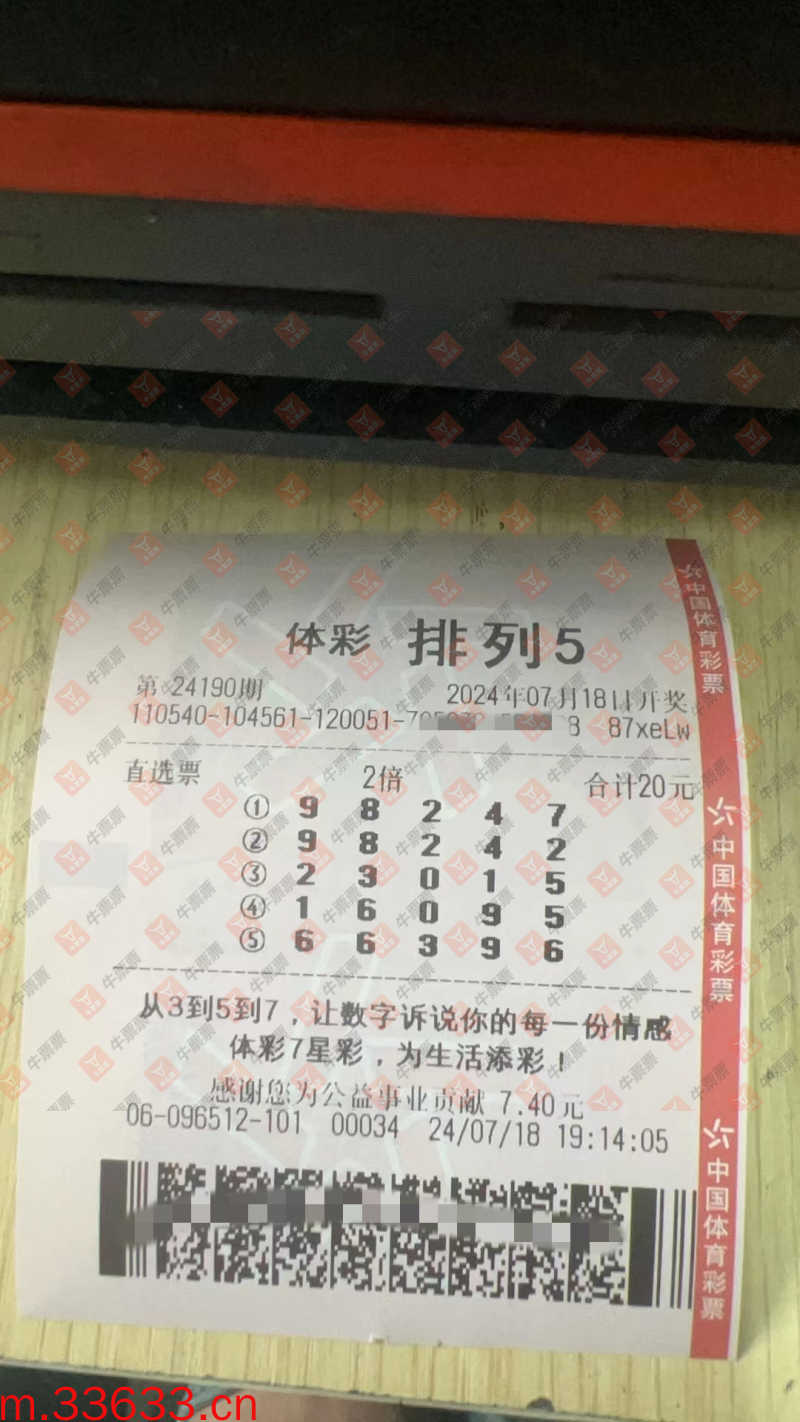 体彩 排列5
第 24190期 2024年07月18日开奖
110540-104561-120051- 87xeLw
直选票 2倍 合计20元
① 9 8 2 4 7
② 9 8 2 4 2
③ 2 3 0 1 5
④ 1 6 0 9 5
⑤ 6 6 3 9 6
从3到5到7，让数字诉说你的每一份情感
体彩7星彩，为生活添彩！
感谢您为公益事业贡献 7.40元
06-096512-101 00034 24/07/18 19:14:05
中国体育彩票
中国体育彩票
中国体育彩票
牛票票
m.33633.cn